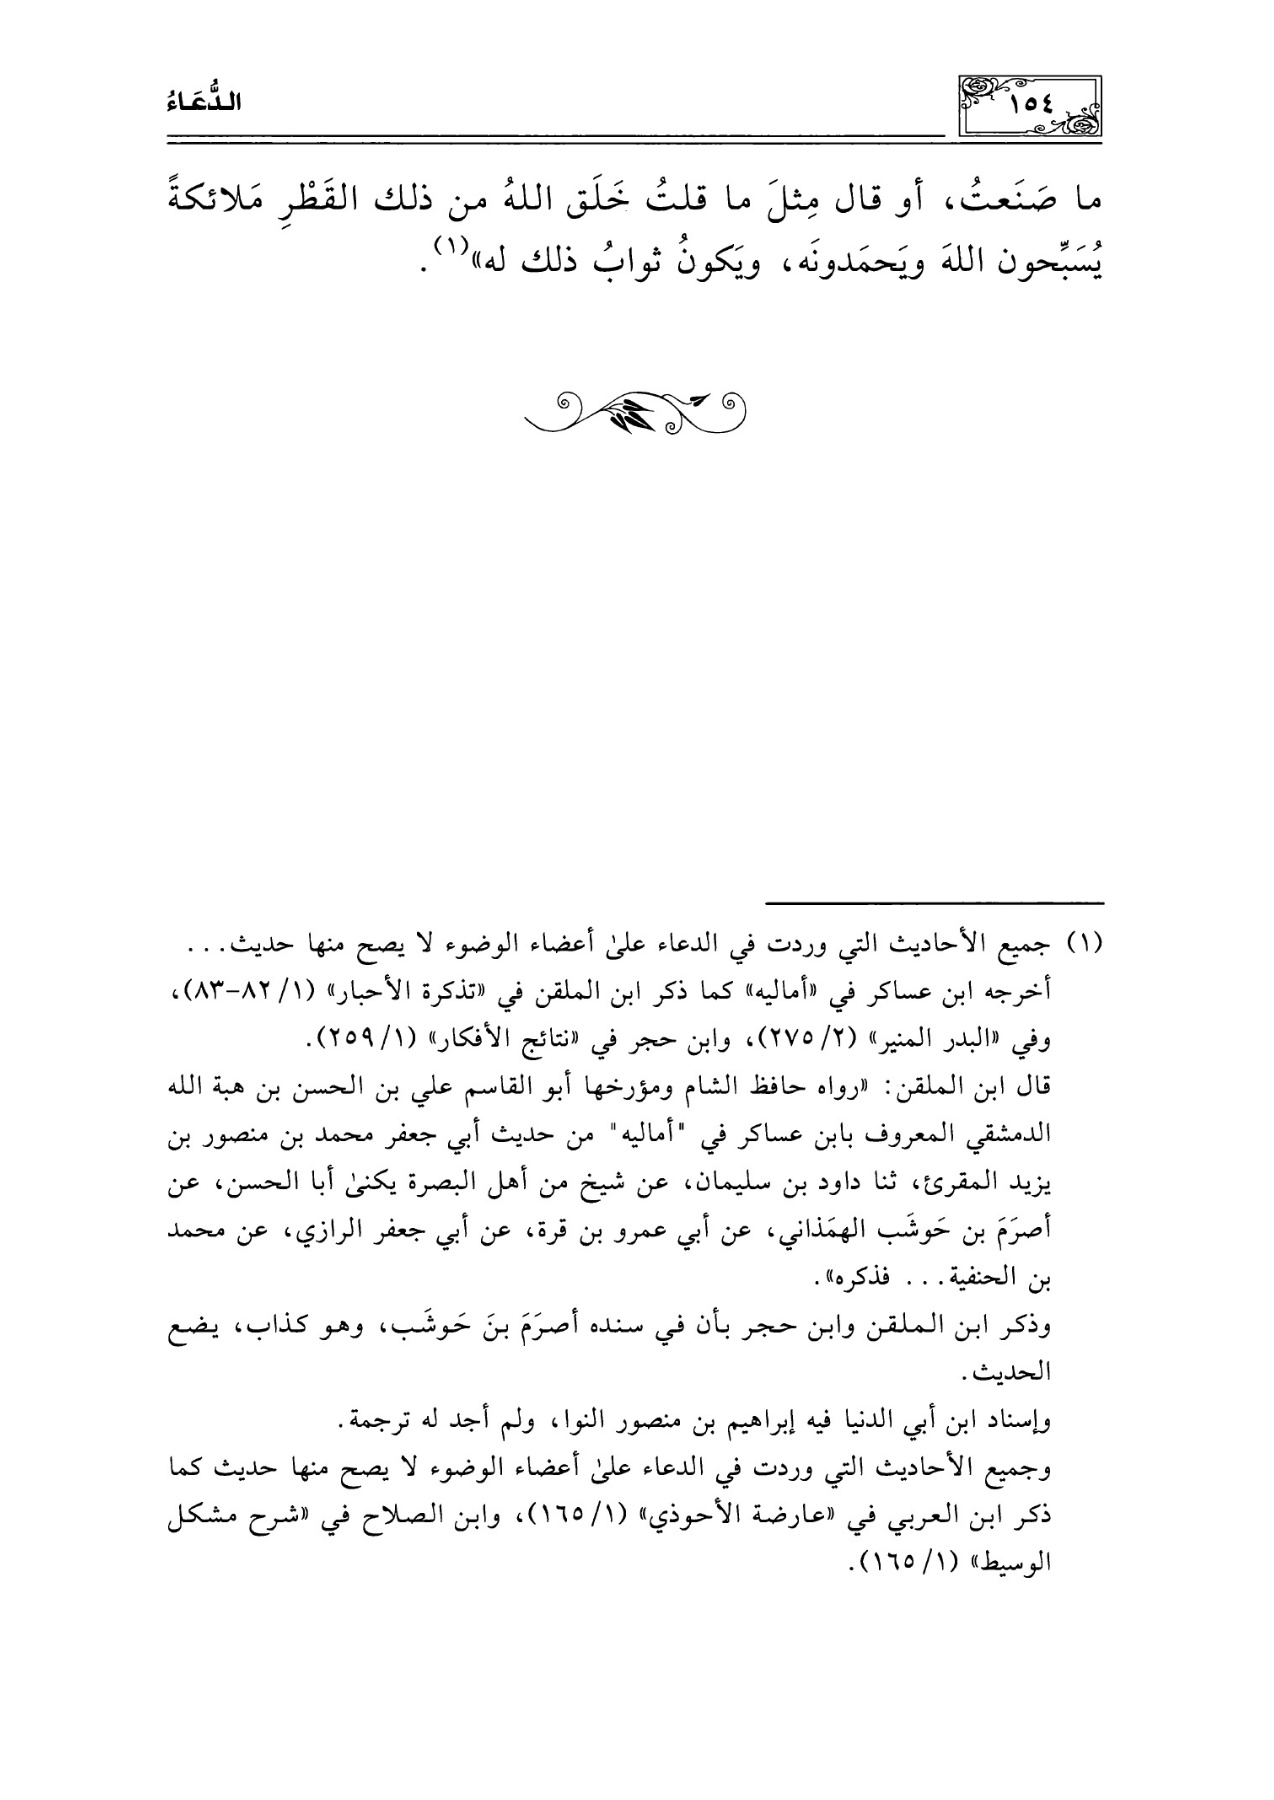 ١٥٤
الدُّعَاءُ
ما صَنَعتُ، أو قال مِثلَ ما قلتُ خَلَق اللهُ من ذلك القَطْرِ مَلائكةً
يُسَبِّحون اللهَ ويَحمَدونَه، ويَكونُ ثوابُ ذلك له»(١).
(١) جميع الأحاديث التي وردت في الدعاء علىٰ أعضاء الوضوء لا يصح منها حديث...
أخرجه ابن عساكر في «أماليه» كما ذكر ابن الملقن في «تذكرة الأحبار» (١/ ٨٢-٨٣)،
وفي «البدر المنير» (٢/ ٢٧٥)، وابن حجر في «نتائج الأفكار» (١/ ٢٥٩).
قال ابن الملقن: «رواه حافظ الشام ومؤرخها أبو القاسم علي بن الحسن بن هبة الله
الدمشقي المعروف بابن عساكر في "أماليه" من حديث أبي جعفر محمد بن منصور بن
يزيد المقرئ، ثنا داود بن سليمان، عن شيخ من أهل البصرة يكنىٰ أبا الحسن، عن
أصرَمَ بن حَوشَب الهمَذاني، عن أبي عمرو بن قرة، عن أبي جعفر الرازي، عن محمد
بن الحنفية... فذكره».
وذكر ابن الملقن وابن حجر بأن في سنده أصرَمَ بنَ حَوشَب، وهو كذاب، يضع
الحديث.
وإسناد ابن أبي الدنيا فيه إبراهيم بن منصور النوا، ولم أجد له ترجمة.
وجميع الأحاديث التي وردت في الدعاء علىٰ أعضاء الوضوء لا يصح منها حديث كما
ذكر ابن العربي في «عارضة الأحوذي» (١/ ١٦٥)، وابن الصلاح في «شرح مشكل
الوسيط» (١/ ١٦٥).